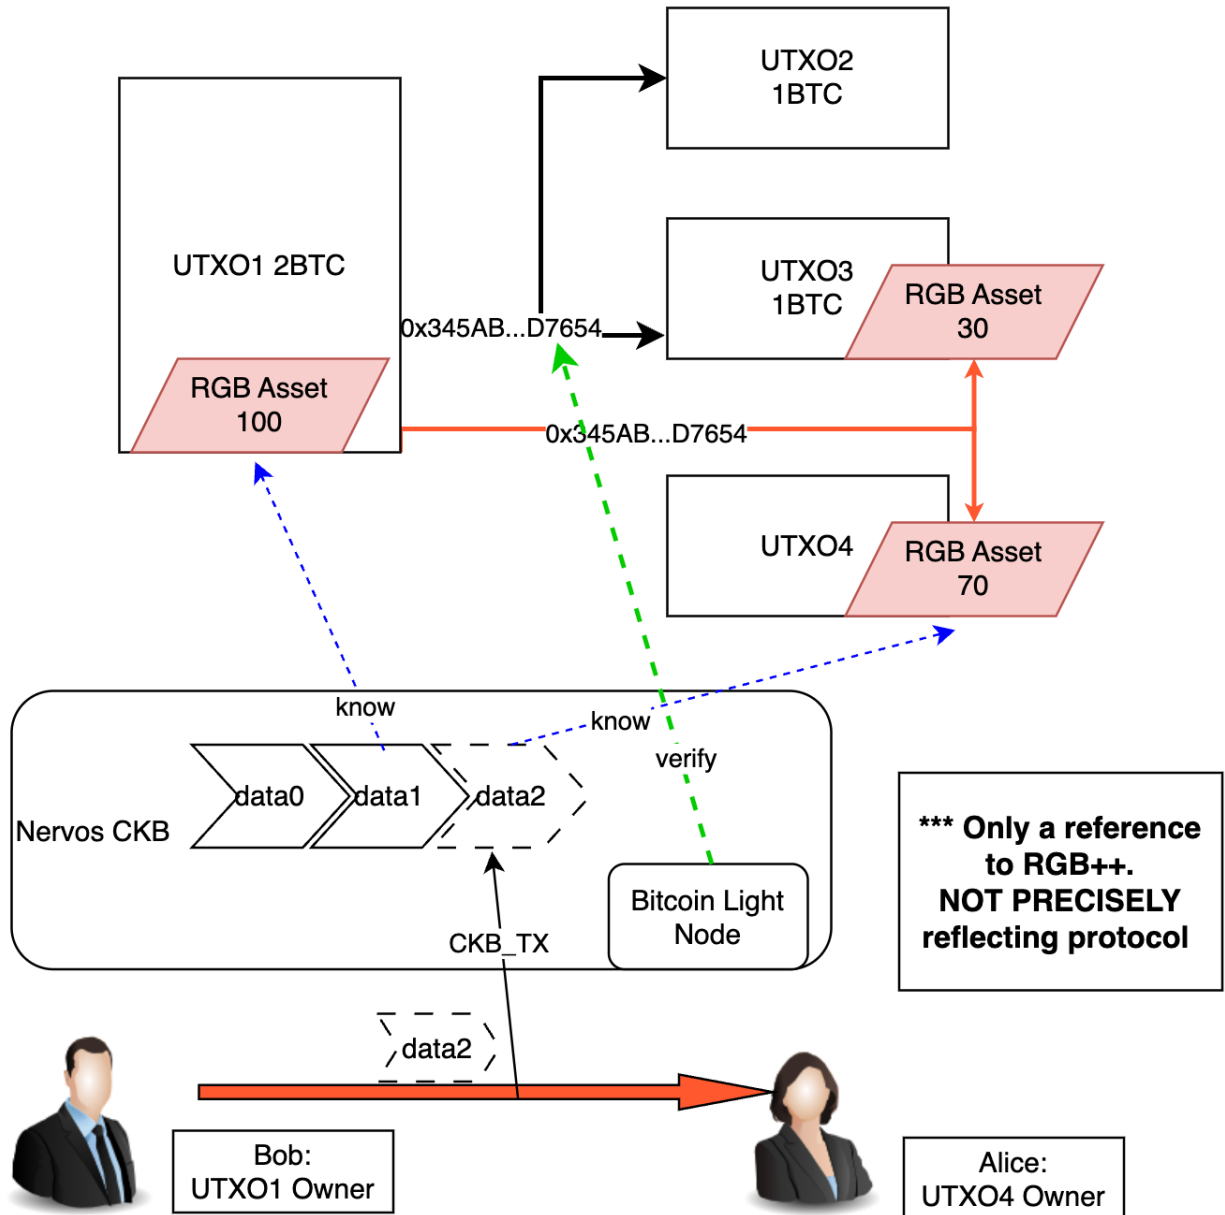 UTXO2
1BTC
UTXO1 2BTC
UTXO3
1BTC
RGB Asset
30
0x345AB...D7654
RGB Asset
100
0x345AB...D7654
UTXO4
RGB Asset
70
know
know
verify
data0
data1
data2
Nervos CKB
*** Only a reference
to RGB++.
NOT PRECISELY
reflecting protocol
Bitcoin Light
Node
CKB_TX
data2
Bob:
UTXO1 Owner
Alice:
UTXO4 Owner